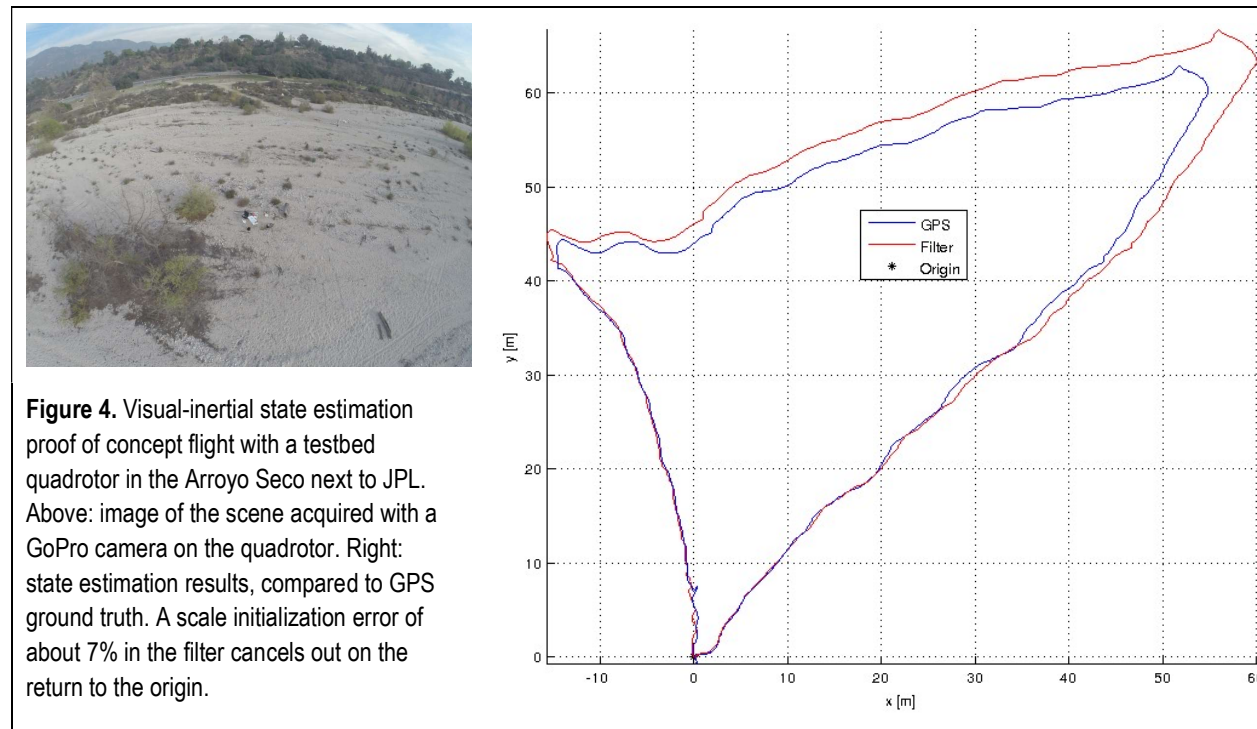 Figure 4. Visual-inertial state estimation
proof of concept flight with a testbed
quadrotor in the Arroyo Seco next to JPL.
Above: image of the scene acquired with a
GoPro camera on the quadrotor. Right:
state estimation results, compared to GPS
ground truth. A scale initialization error of
about 7% in the filter cancels out on the
return to the origin.
60
50
40
30
20
10
0
y [m]
GPS
Filter
Origin
-10 0 10 20 30 40 50
x [m]